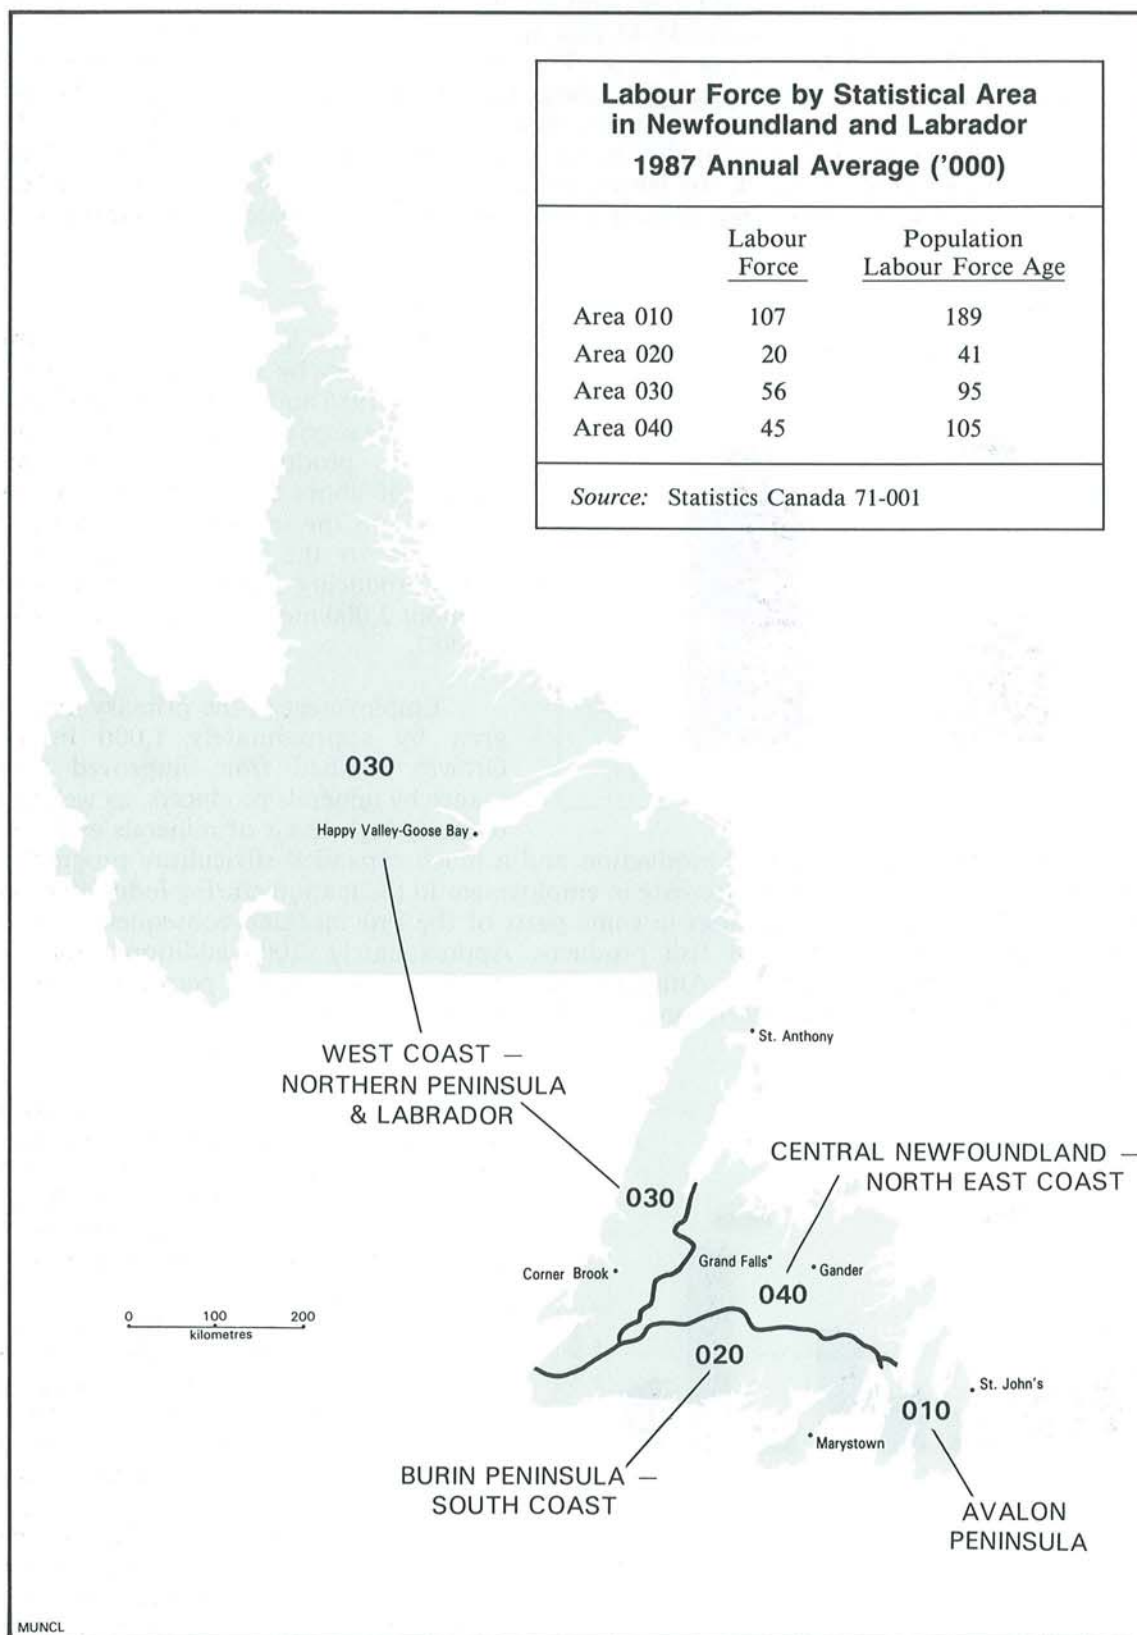 Labour Force by Statistical Area
in Newfoundland and Labrador
1987 Annual Average ('000)
Labour Force
Population Labour Force Age
Area 010 107 189
Area 020 20 41
Area 030 56 95
Area 040 45 105
Source: Statistics Canada 71-001
030
Happy Valley-Goose Bay
St. Anthony
WEST COAST —
NORTHERN PENINSULA
& LABRADOR
CENTRAL NEWFOUNDLAND —
NORTH EAST COAST
030
Corner Brook
Grand Falls
Gander
040
0 100 200
kilometres
020
St. John's
010
Marystown
BURIN PENINSULA —
SOUTH COAST
AVALON
PENINSULA
MUNCL